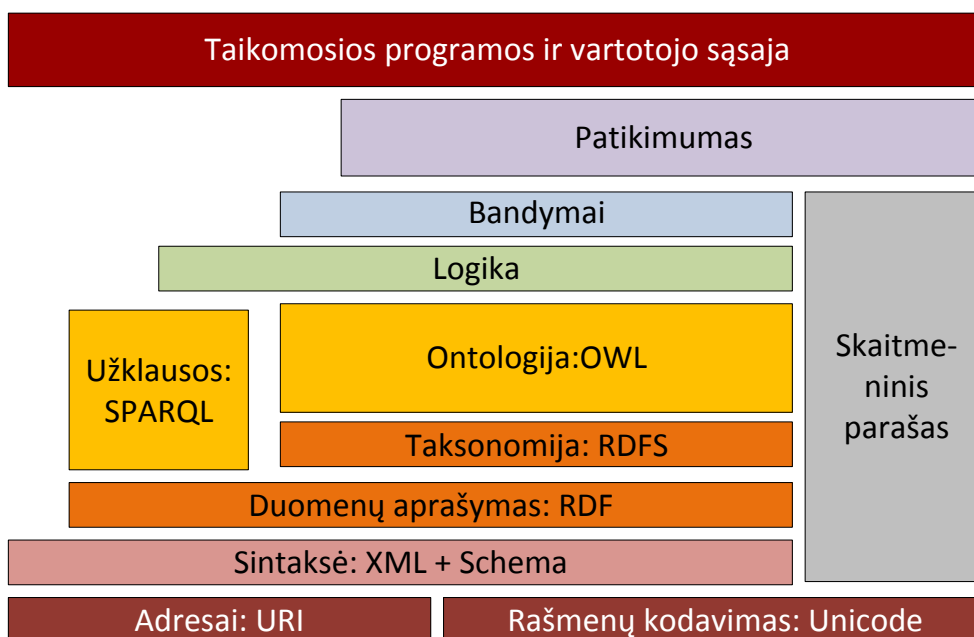 Taikomosios programos ir vartotojo sąsaja
Patikimumas
Bandymai
Logika
Užklausos:
SPARQL
Ontologija:OWL
Skaitme-
ninis
parašas
Taksonomija: RDFS
Duomenų aprašymas: RDF
Sintaksė: XML + Schema
Adresai: URI
Rašmenų kodavimas: Unicode